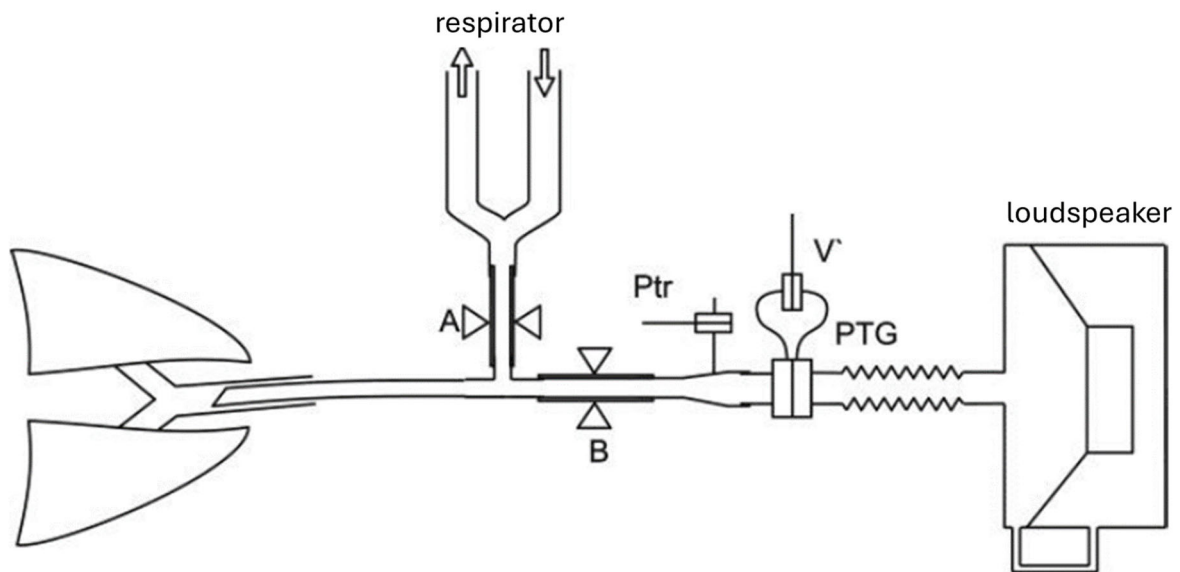 respirator
loudspeaker
V`
Ptr
PTG
A
B